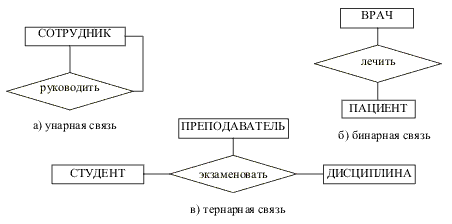 СОТРУДНИК
руководить
а) унарная связь
ВРАЧ
лечить
ПАЦИЕНТ
б) бинарная связь
ПРЕПОДАВАТЕЛЬ
СТУДЕНТ
экзаменовать
ДИСЦИПЛИНА
в) тернарная связь